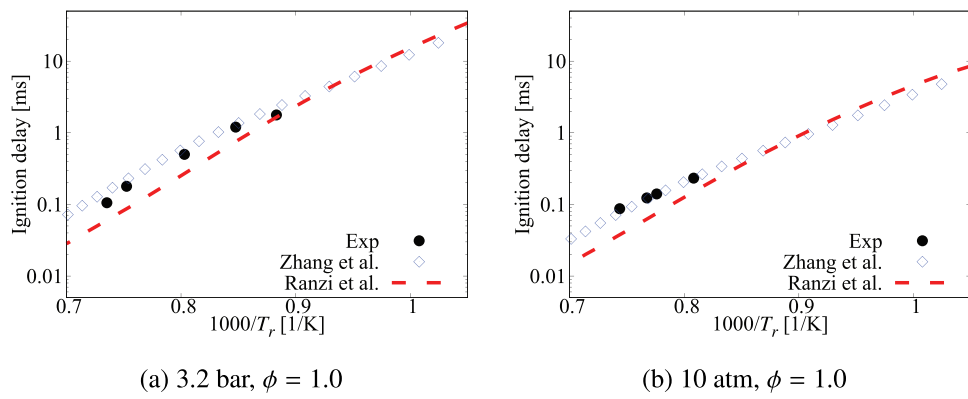 Ignition delay [ms]
10
1
0.1
0.01
Exp
Zhang et al.
Ranzi et al.
0.7
0.8
0.9
1
1000/Tr [1/K]
(a) 3.2 bar, ϕ = 1.0
Ignition delay [ms]
10
1
0.1
0.01
Exp
Zhang et al.
Ranzi et al.
0.7
0.8
0.9
1
1000/Tr [1/K]
(b) 10 atm, ϕ = 1.0